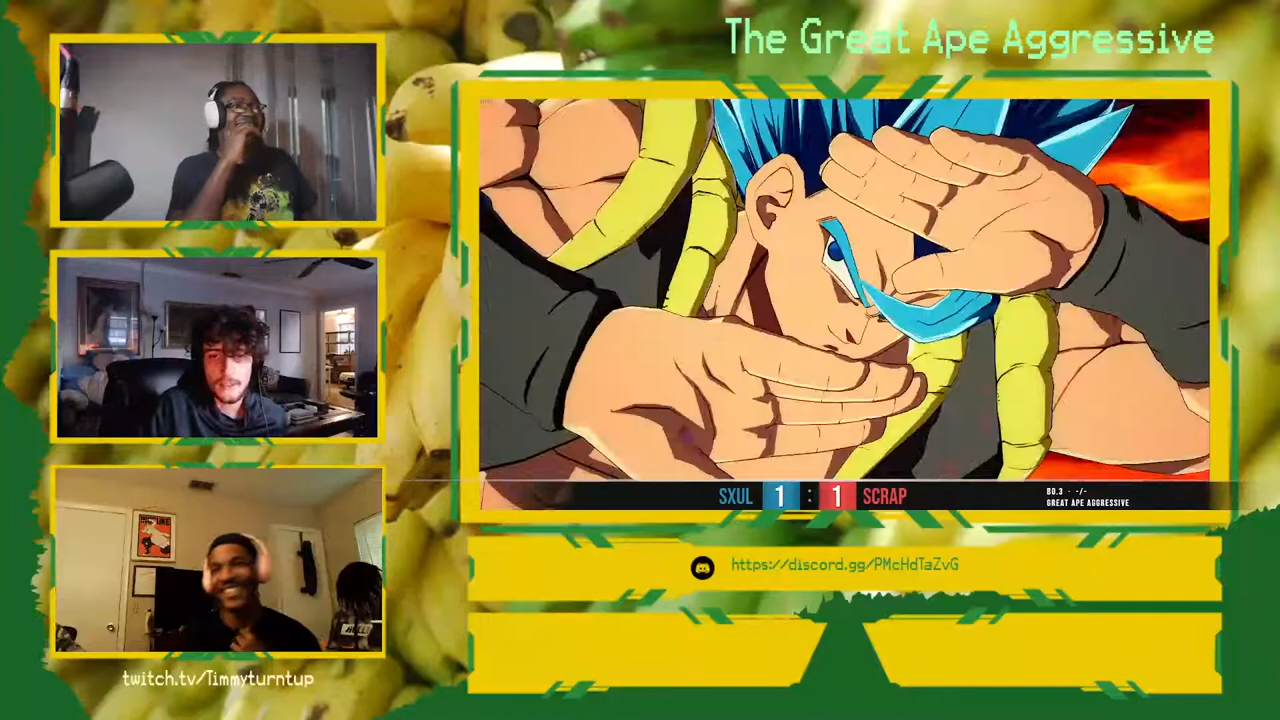 The Great Ape Aggressive
SXUL 1 : 1 SCRAP
BO.3 · -/-
GREAT APE AGGRESSIVE
https://discord.gg/PMcHdTaZvG
twitch.tv/Timmyturntup